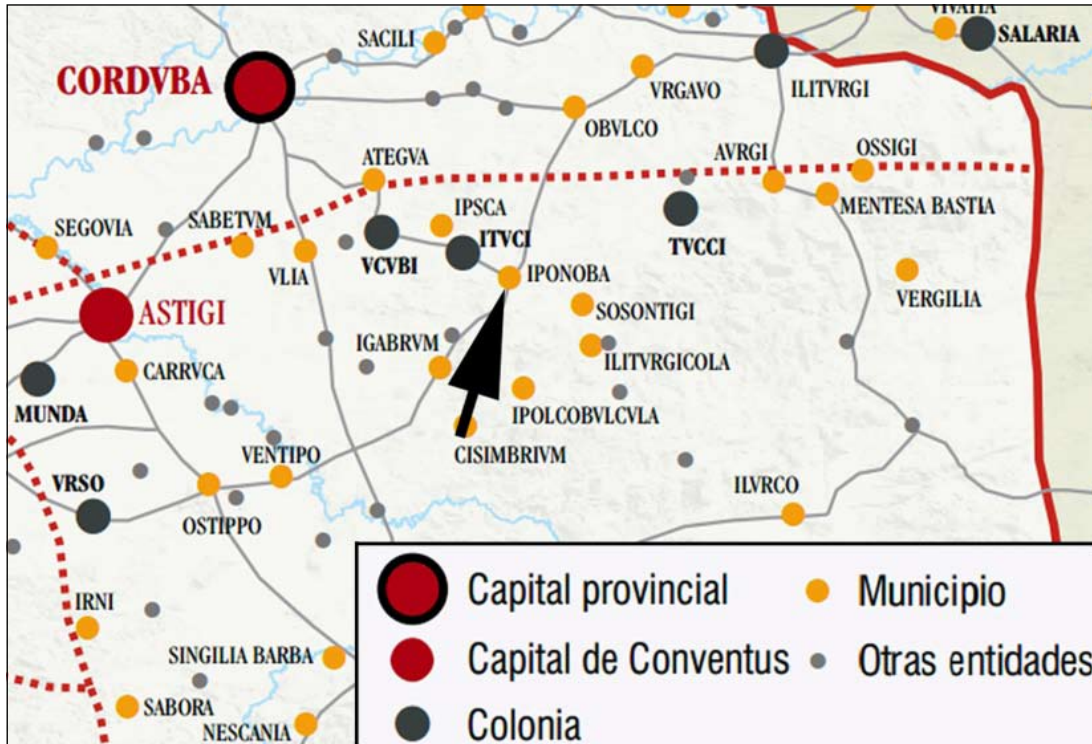 VIVATIA
SALARIA
SACILI
CORDVBA
VRGAVO
ILITVRGI
OBVLCO
ATEGVA
AVRGI
OSSIGI
SEGOVIA
SABETVM
IPSCA
MENTESA BASTIA
VLIA
VCVBI
ITVCI
TVCCI
IPONOBA
VERGILIA
ASTIGI
SOSONTIGI
IGABRVM
ILITVRGICOLA
CARRVCA
MUNDA
IPOLCOBVLCVLA
VENTIPO
CISIMBRIVM
VRSO
OSTIPPO
ILVRCO
IRNI
SINGILIA BARBA
SABORA
NESCANIA
Capital provincial
Municipio
Capital de Conventus
Otras entidades
Colonia